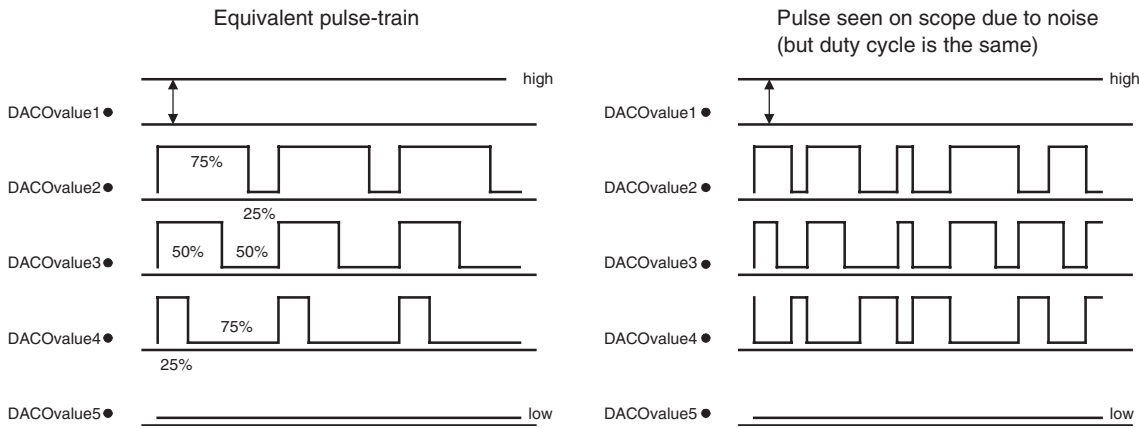 Equivalent pulse-train
Pulse seen on scope due to noise
(but duty cycle is the same)
high
DACOvalue1
75%
DACOvalue2
25%
50%
50%
DACOvalue3
75%
DACOvalue4
25%
DACOvalue5
low
high
DACOvalue1
DACOvalue2
DACOvalue3
DACOvalue4
DACOvalue5
low